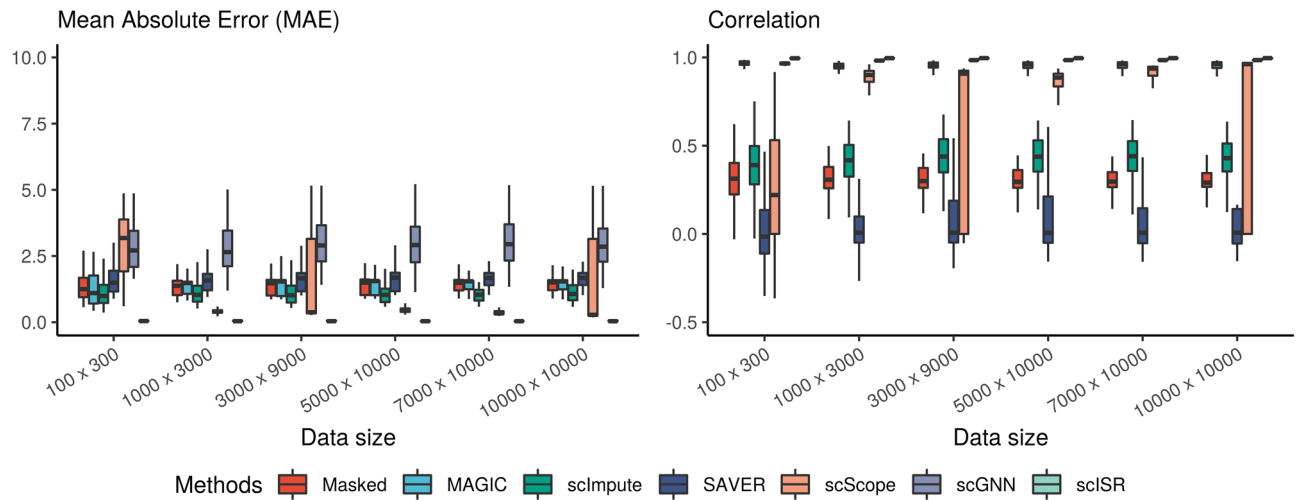 Mean Absolute Error (MAE)
10.0
7.5
5.0
2.5
0.0
100 x 300
1000 x 3000
3000 x 9000
5000 x 10000
7000 x 10000
10000 x 10000
Data size
Correlation
1.0
0.5
0.0
-0.5
100 x 300
1000 x 3000
3000 x 9000
5000 x 10000
7000 x 10000
10000 x 10000
Data size
Methods Masked MAGIC scImpute SAVER scScope scGNN scISR